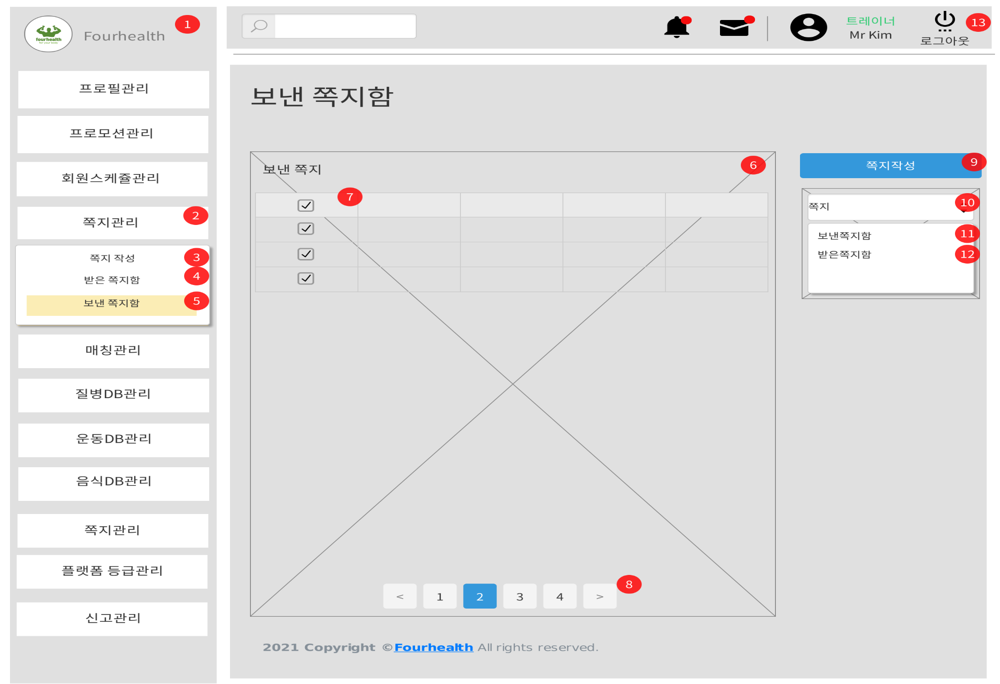 fourhealth
for your body
Fourhealth
1
프로필관리
프로모션관리
회원스케쥴관리
쪽지관리
2
쪽지 작성
3
받은 쪽지함
4
보낸 쪽지함
5
매칭관리
질병DB관리
운동DB관리
음식DB관리
쪽지관리
플랫폼 등급관리
신고관리
트레이너
Mr Kim
로그아웃
13
보낸 쪽지함
보낸 쪽지
6
7
< 1 2 3 4 >
8
쪽지작성
9
쪽지
10
보낸쪽지함
11
받은쪽지함
12
2021 Copyright ©Fourhealth All rights reserved.